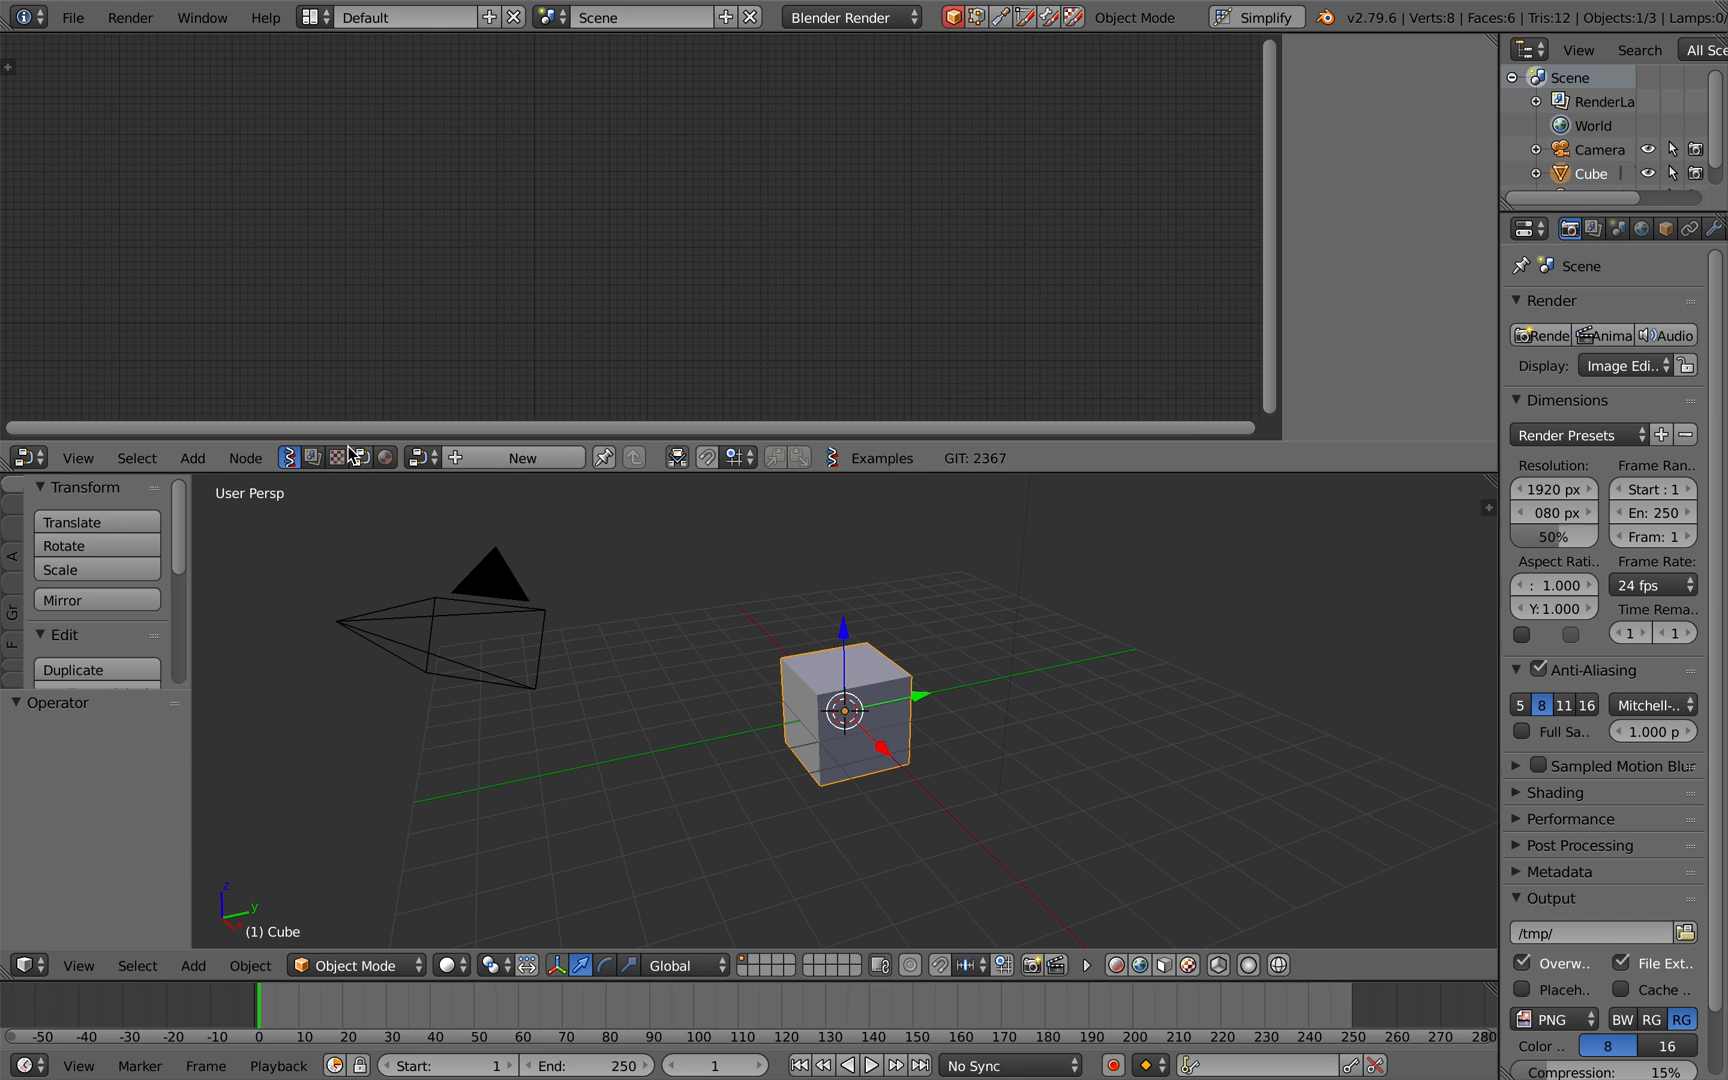 File Render Window Help Default Scene Blender Render Object Mode Simplify v2.79.6 | Verts:8 | Faces:6 | Tris:12 | Objects:1/3 | Lamps:0/
View Search All Sce
Scene
RenderLa
World
Camera
Cube
Scene
Render
Rende Anima Audio
Display: Image Edi..
Dimensions
Render Presets
Resolution: Frame Ran..
1920 px Start : 1
080 px En: 250
50% Fram: 1
Aspect Rati.. Frame Rate:
: 1.000 24 fps
Y: 1.000 Time Rema..
1 1
Anti-Aliasing
5 8 11 16 Mitchell-..
Full Sa.. 1.000 p
Sampled Motion Blur
Shading
Performance
Post Processing
Metadata
Output
/tmp/
Overw.. File Ext..
Placeh.. Cache ..
PNG BW RG RG
Color .. 8 16
Compression: 15%
View Select Add Node New Examples GIT: 2367
Transform
Translate
Rotate
Scale
Mirror
Edit
Duplicate
Operator
A
Gr
F
User Persp
z
y
(1) Cube
View Select Add Object Object Mode Global
-50 -40 -30 -20 -10 0 10 20 30 40 50 60 70 80 90 100 110 120 130 140 150 160 170 180 190 200 210 220 230 240 250 260 270 280
View Marker Frame Playback Start: 1 End: 250 1 No Sync